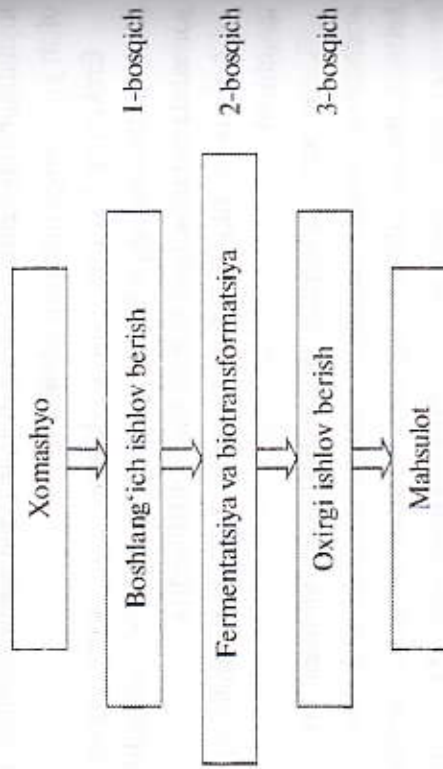 Xomashyo
Boshlang‘ich ishlov berish 1-bosqich
Fermentatsiya va biotransformatsiya 2-bosqich
Oxirgi ishlov berish 3-bosqich
Mahsulot